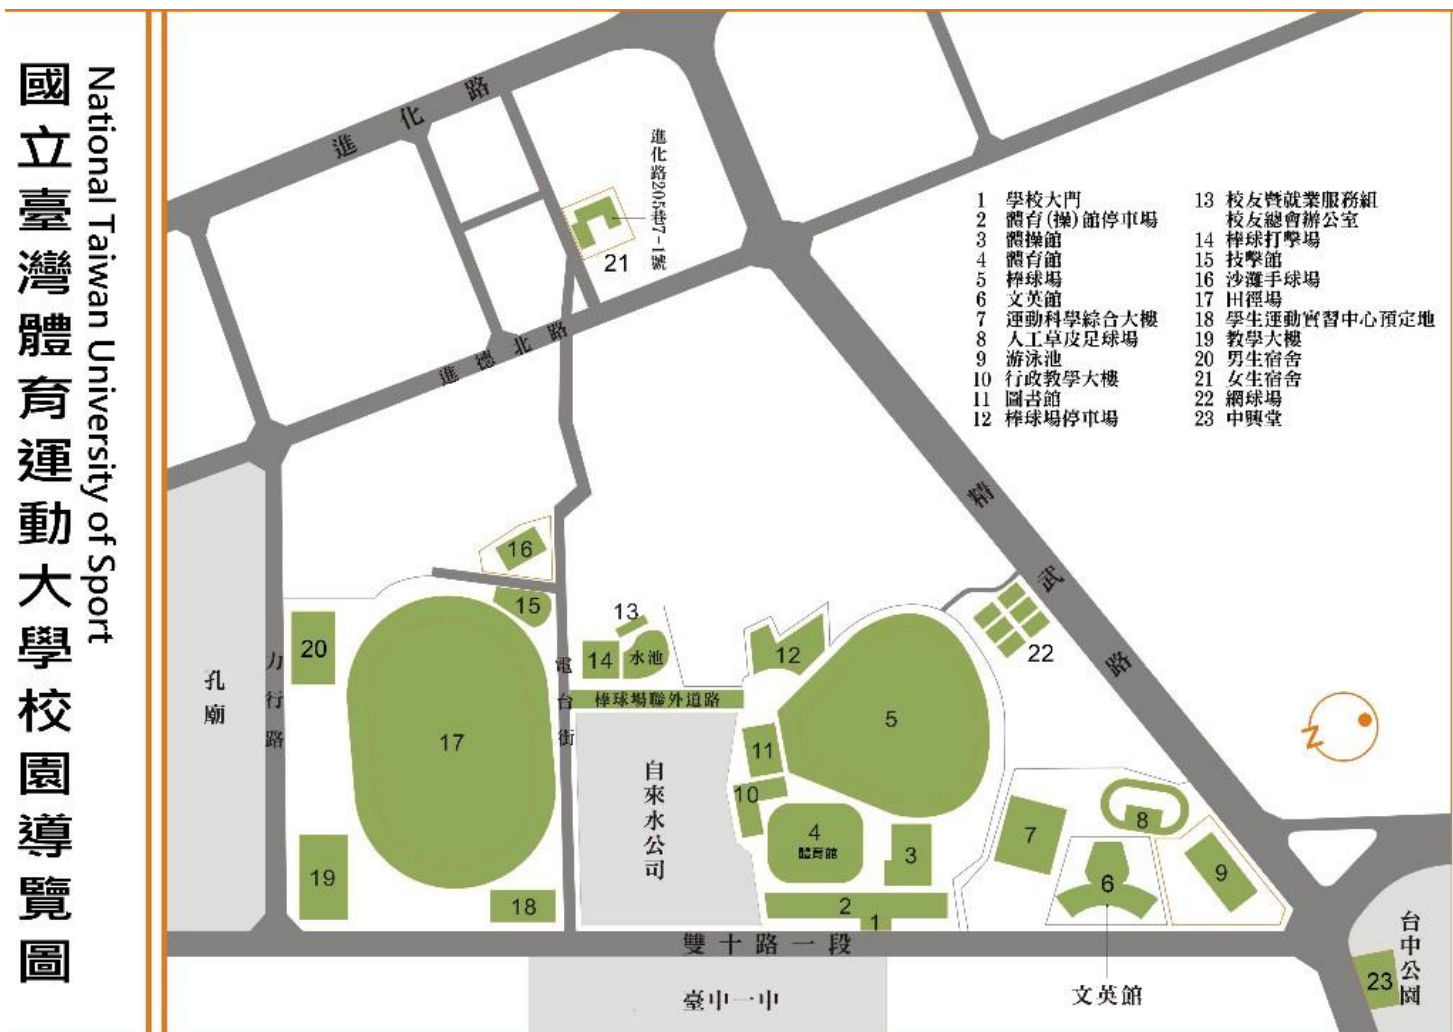 國立臺灣體育運動大學校園導覽圖
National Taiwan University of Sport
進化路
進化路205巷7-1號
21
進德北路
1 學校大門
2 體育(操)館停車場
3 體操館
4 體育館
5 棒球場
6 文英館
7 運動科學綜合大樓
8 人工草皮足球場
9 游泳池
10 行政教學大樓
11 圖書館
12 棒球場停車場
13 校友暨就業服務組
校友總會辦公室
14 棒球打擊場
15 技擊館
16 沙灘手球場
17 田徑場
18 學生運動實習中心預定地
19 教學大樓
20 男生宿舍
21 女生宿舍
22 網球場
23 中興堂
精武路
16
15
13
20
14
水池
12
22
孔廟
力行路
電台街
棒球場聯外道路
5
17
11
自來水公司
10
4
體育館
3
7
8
9
6
19
18
2
1
雙十路一段
臺中一中
文英館
台中公園
23
N